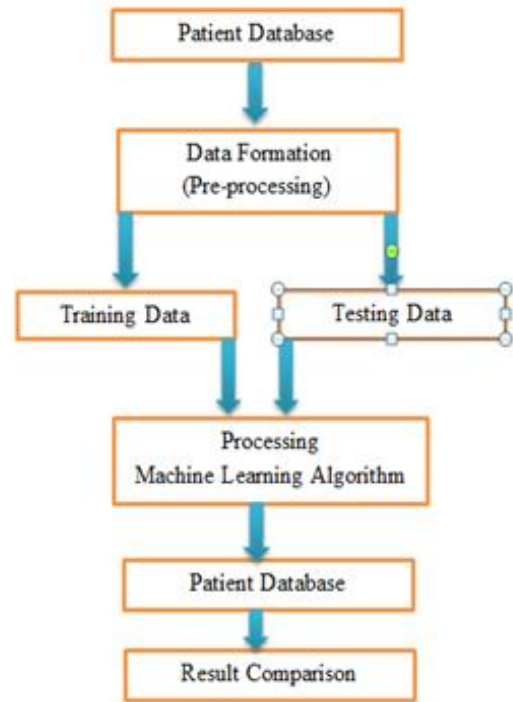 Patient Database
Data Formation
(Pre-processing)
Training Data
Testing Data
Processing
Machine Learning Algorithm
Patient Database
Result Comparison